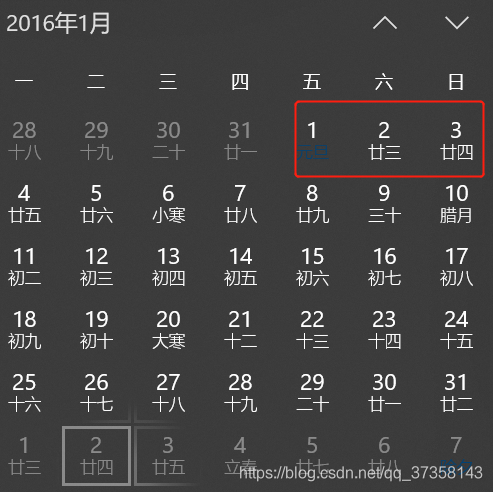 2016年1月
一 二 三 四 五 六 日
28 29 30 31 1 2 3
十八 十九 二十 廿一 元旦 廿三 廿四
4 5 6 7 8 9 10
廿五 廿六 小寒 廿八 廿九 三十 腊月
11 12 13 14 15 16 17
初二 初三 初四 初五 初六 初七 初八
18 19 20 21 22 23 24
初九 初十 大寒 十二 十三 十四 十五
25 26 27 28 29 30 31
十六 十七 十八 十九 二十 廿一 廿二
1 2 3 4 5 6 7
廿三 廿四 廿五 立春 廿七 廿八
https://blog.csdn.net/qq_37358143